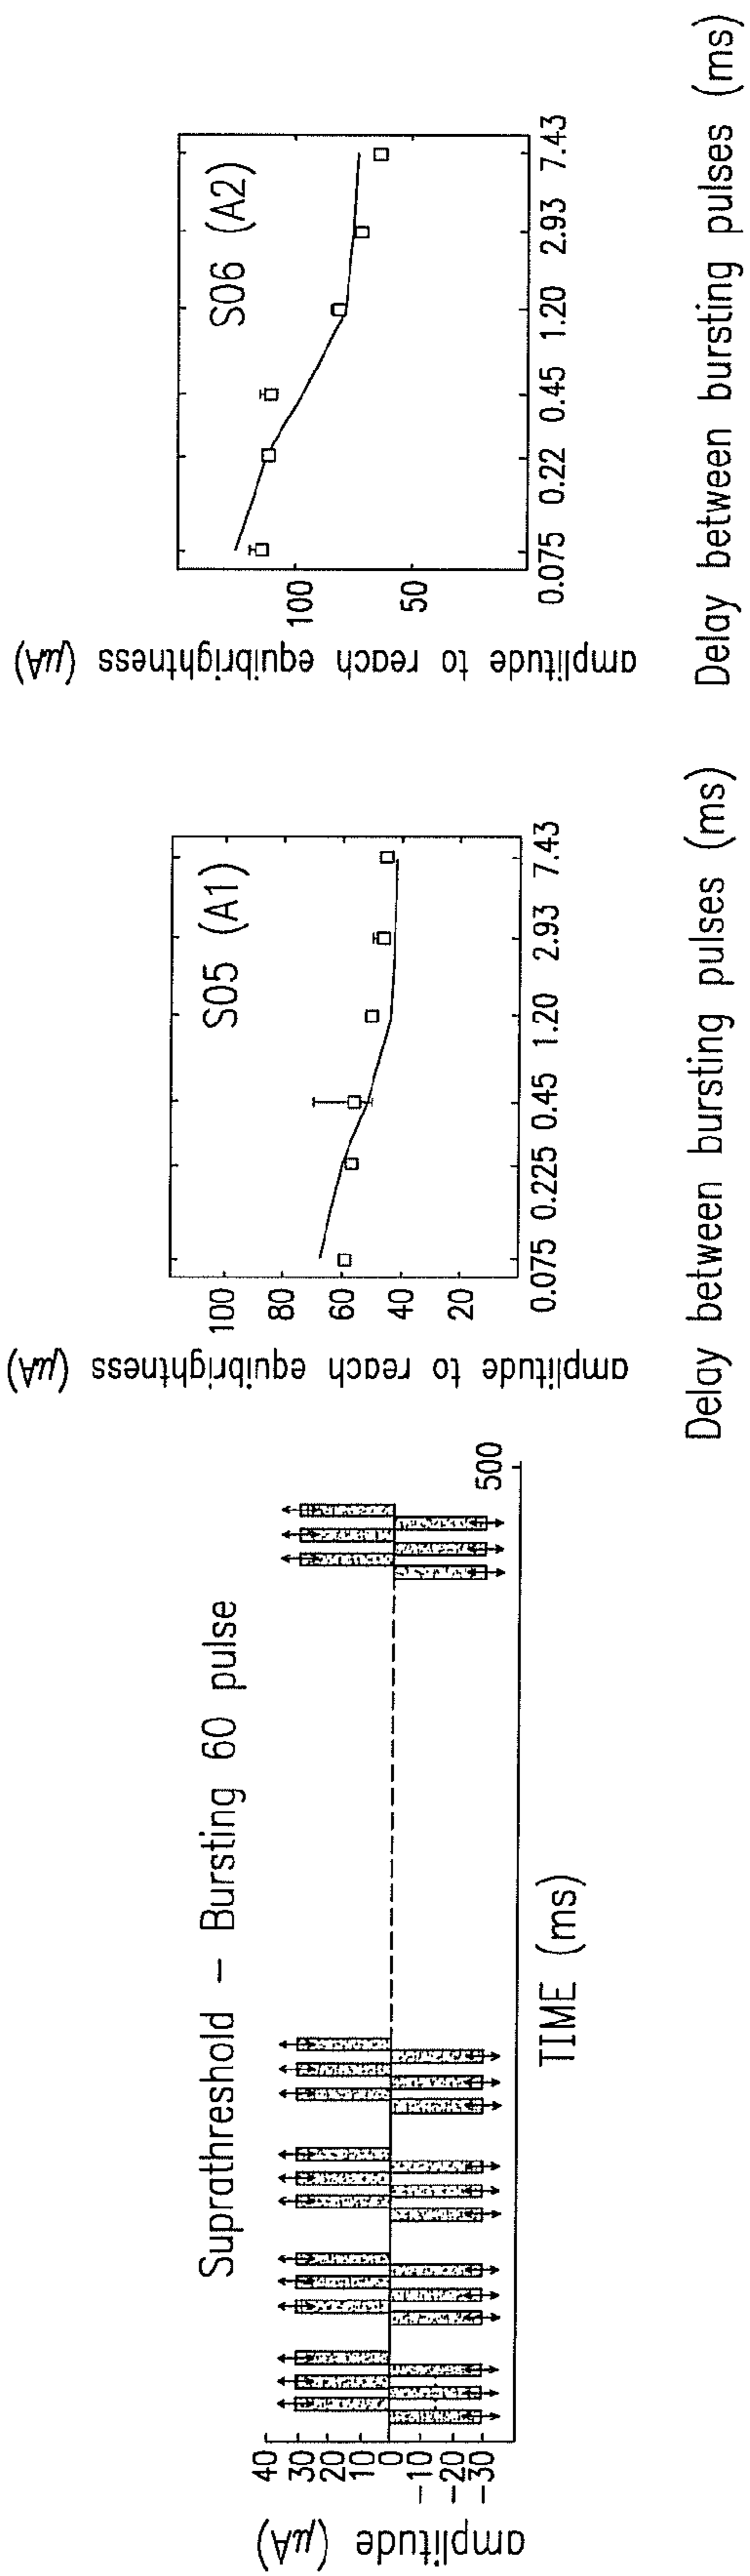 Suprathreshold – Bursting 60 pulse
amplitude (μA)
40
30
20
10
0
–10
–20
–30
500
TIME (ms)
S05 (A1)
amplitude to reach equibrightness (μA)
100
80
60
40
20
0.075 0.225 0.45 1.20 2.93 7.43
Delay between bursting pulses (ms)
S06 (A2)
amplitude to reach equibrightness (μA)
100
50
0.075 0.22 0.45 1.20 2.93 7.43
Delay between bursting pulses (ms)